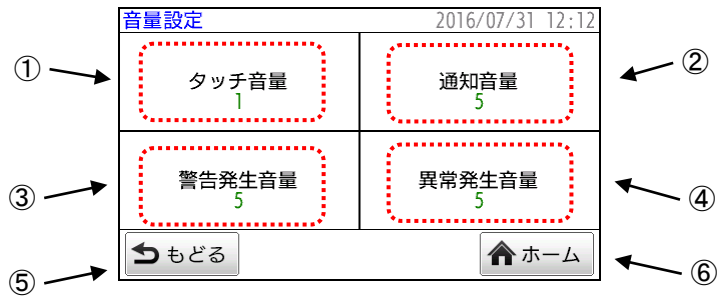 音量設定 2016/07/31 12:12
① タッチ音量 通知音量 ②
1 5
③ 警告発生音量 異常発生音量 ④
5 5
⑤ もどる ホーム ⑥